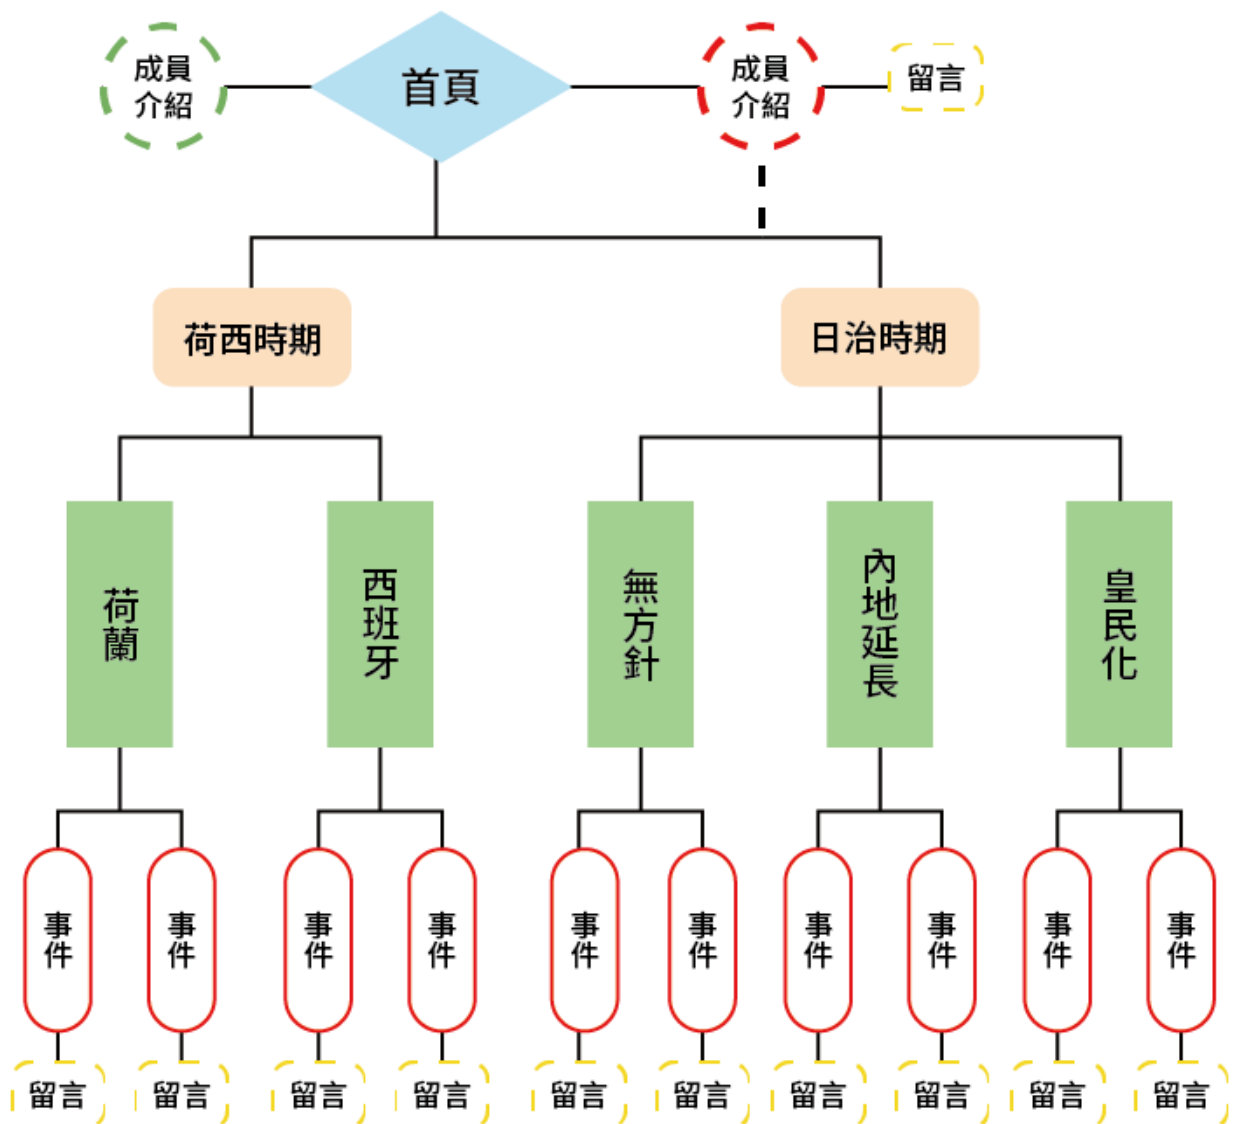 成員
介紹
首頁
成員
介紹
留言
荷西時期
日治時期
荷蘭
西班牙
無方針
內地延長
皇民化
事件
事件
事件
事件
事件
事件
事件
事件
事件
事件
留言
留言
留言
留言
留言
留言
留言
留言
留言
留言